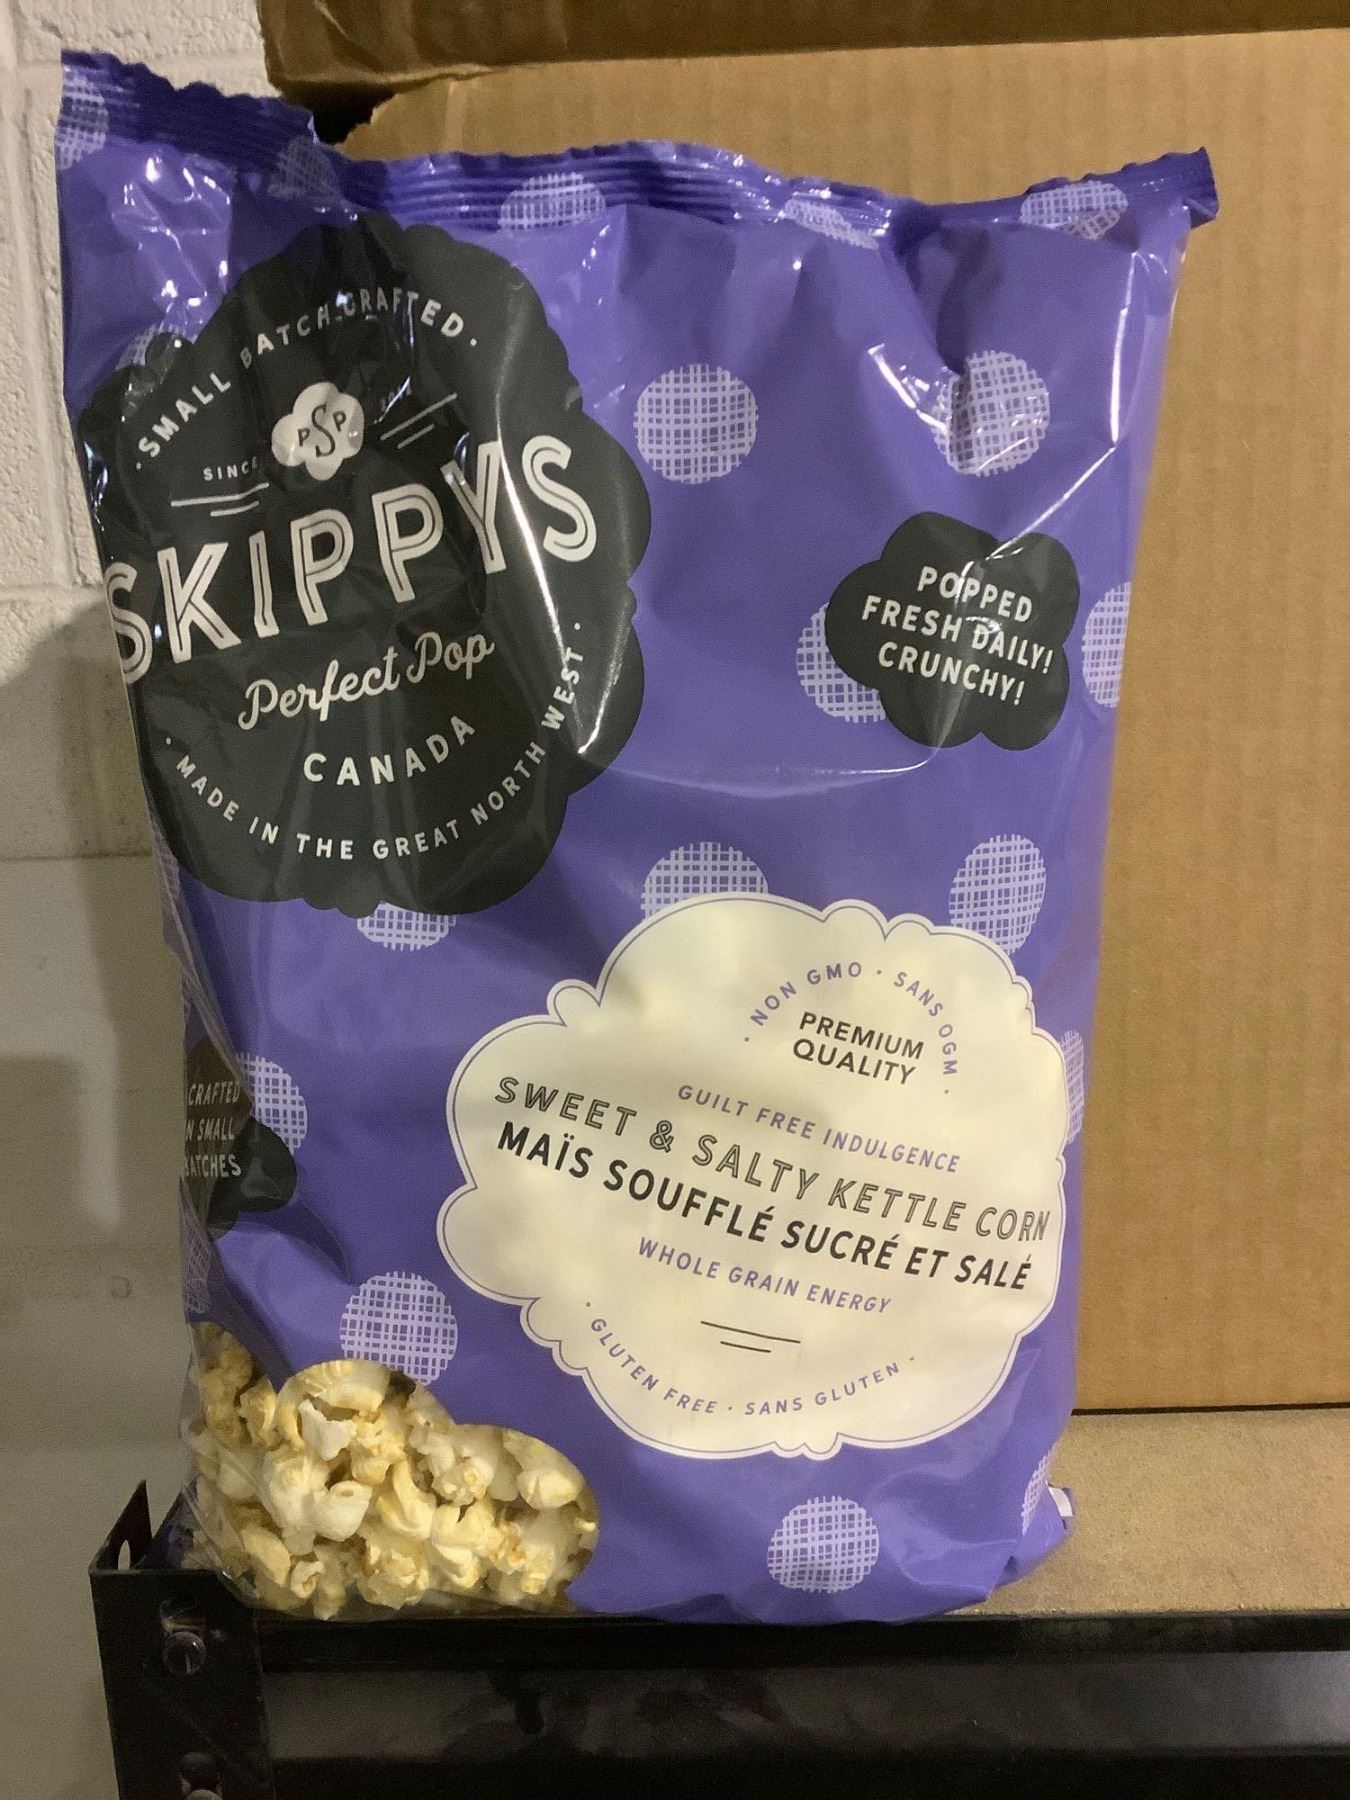 · SMALL BATCH CRAFTED ·
PSP
SINCE
SKIPPYS
Perfect Pop
CANADA
· MADE IN THE GREAT NORTH WEST ·
POPPED
FRESH DAILY!
CRUNCHY!
· NON GMO · SANS OGM ·
PREMIUM
QUALITY
GUILT FREE INDULGENCE
SWEET & SALTY KETTLE CORN
MAÏS SOUFFLÉ SUCRÉ ET SALÉ
WHOLE GRAIN ENERGY
· GLUTEN FREE · SANS GLUTEN ·
CRAFTED
N SMALL
BATCHES